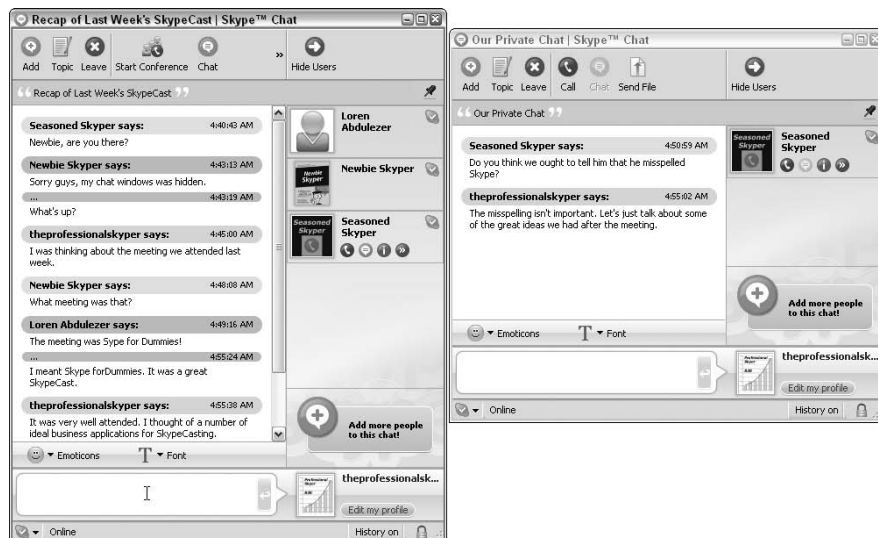 Recap of Last Week's SkypeCast | Skype™ Chat
Add Topic Leave Start Conference Chat » Hide Users
Recap of Last Week's SkypeCast
Seasoned Skyper says: 4:40:43 AM
Newbie, are you there?
Newbie Skyper says: 4:43:13 AM
Sorry guys, my chat windows was hidden.
... 4:43:19 AM
What's up?
theprofessionalskyper says: 4:45:00 AM
I was thinking about the meeting we attended last
week.
Newbie Skyper says: 4:48:08 AM
What meeting was that?
Loren Abdulezer says: 4:49:16 AM
The meeting was Sype for Dummies!
... 4:55:24 AM
I meant Skype forDummies. It was a great
SkypeCast.
theprofessionalskyper says: 4:55:38 AM
It was very well attended. I thought of a number of
ideal business applications for SkypeCasting.
Loren
Abdulezer
Newbie
Skyper
Newbie Skyper
Seasoned
Skyper
Seasoned
Skyper
Add more people
to this chat!
Emoticons T Font
theprofessionalsk...
Edit my profile
Online History on
Our Private Chat | Skype™ Chat
Add Topic Leave Call Chat Send File Hide Users
Our Private Chat
Seasoned Skyper says: 4:50:59 AM
Do you think we ought to tell him that he misspelled
Skype?
theprofessionalskyper says: 4:55:02 AM
The misspelling isn't important. Let's just talk about some
of the great ideas we had after the meeting.
Seasoned
Skyper
Seasoned
Skyper
Add more people
to this chat!
Emoticons T Font
theprofessionalsk...
Edit my profile
Online History on